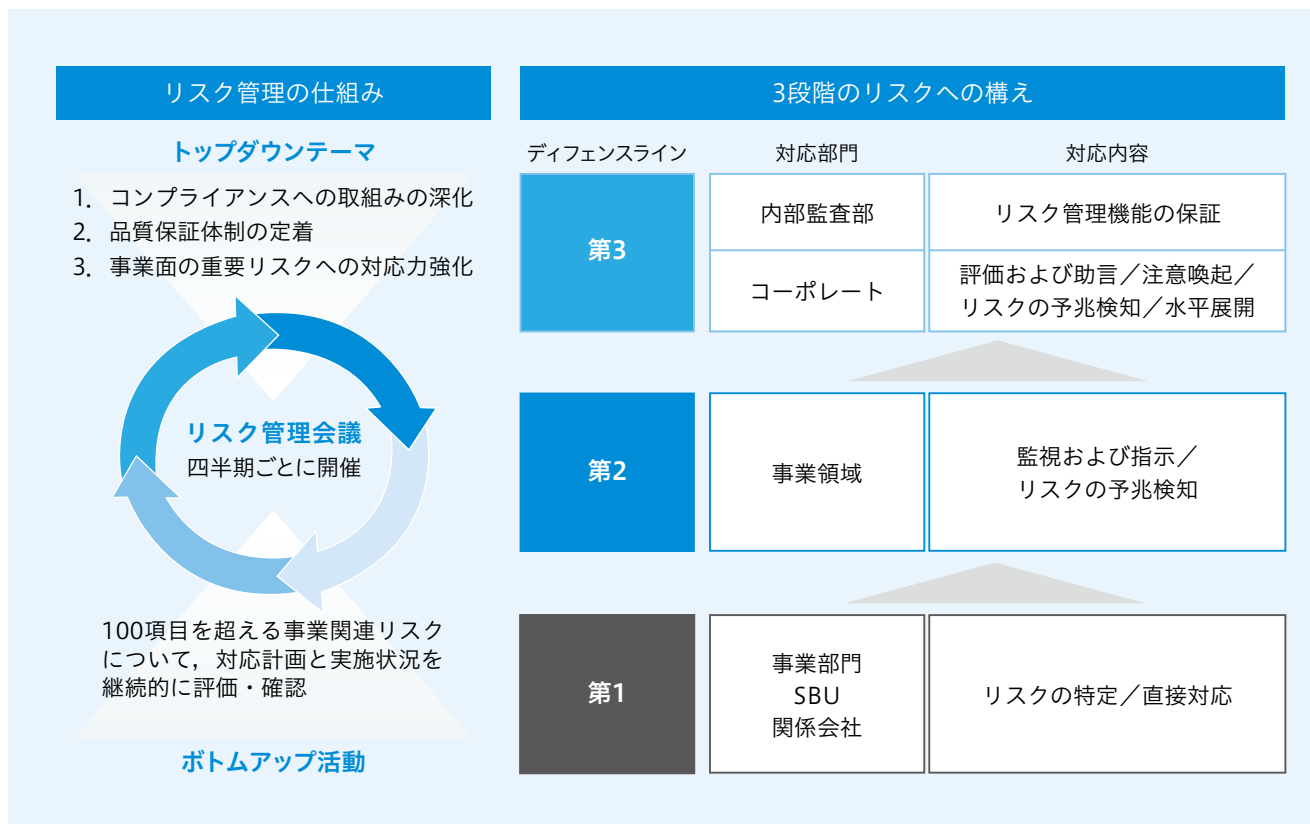 リスク管理の仕組み
トップダウンテーマ
1. コンプライアンスへの取組みの深化
2. 品質保証体制の定着
3. 事業面の重要リスクへの対応力強化
リスク管理会議
四半期ごとに開催
100項目を超える事業関連リスク
について，対応計画と実施状況を
継続的に評価・確認
ボトムアップ活動
3段階のリスクへの構え
ディフェンスライン 対応部門 対応内容
第3
内部監査部
リスク管理機能の保証
コーポレート
評価および助言／注意喚起／
リスクの予兆検知／水平展開
第2
事業領域
監視および指示／
リスクの予兆検知
第1
事業部門
SBU
関係会社
リスクの特定／直接対応